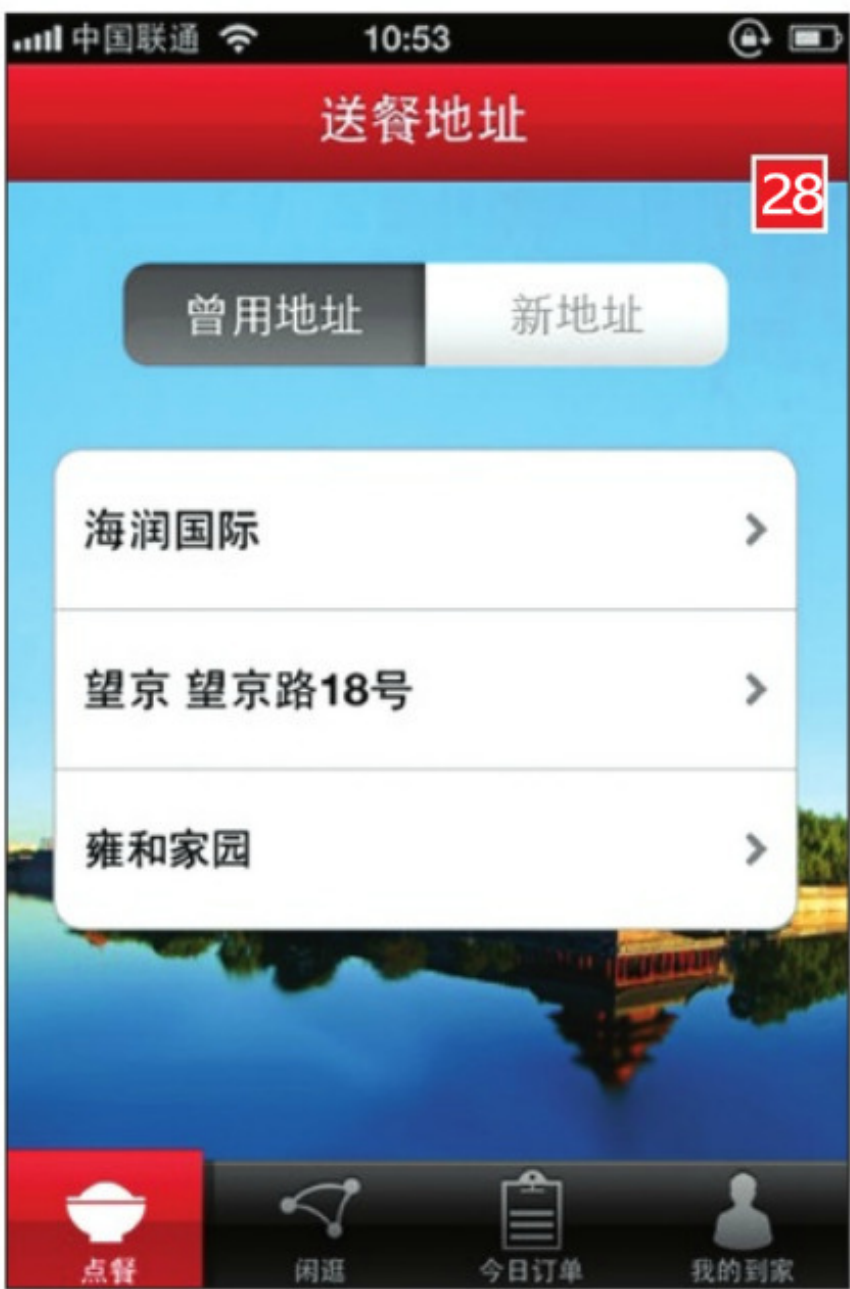 中国联通 10:53
送餐地址
28
曾用地址 新地址
海润国际
望京 望京路18号
雍和家园
点餐 闲逛 今日订单 我的到家